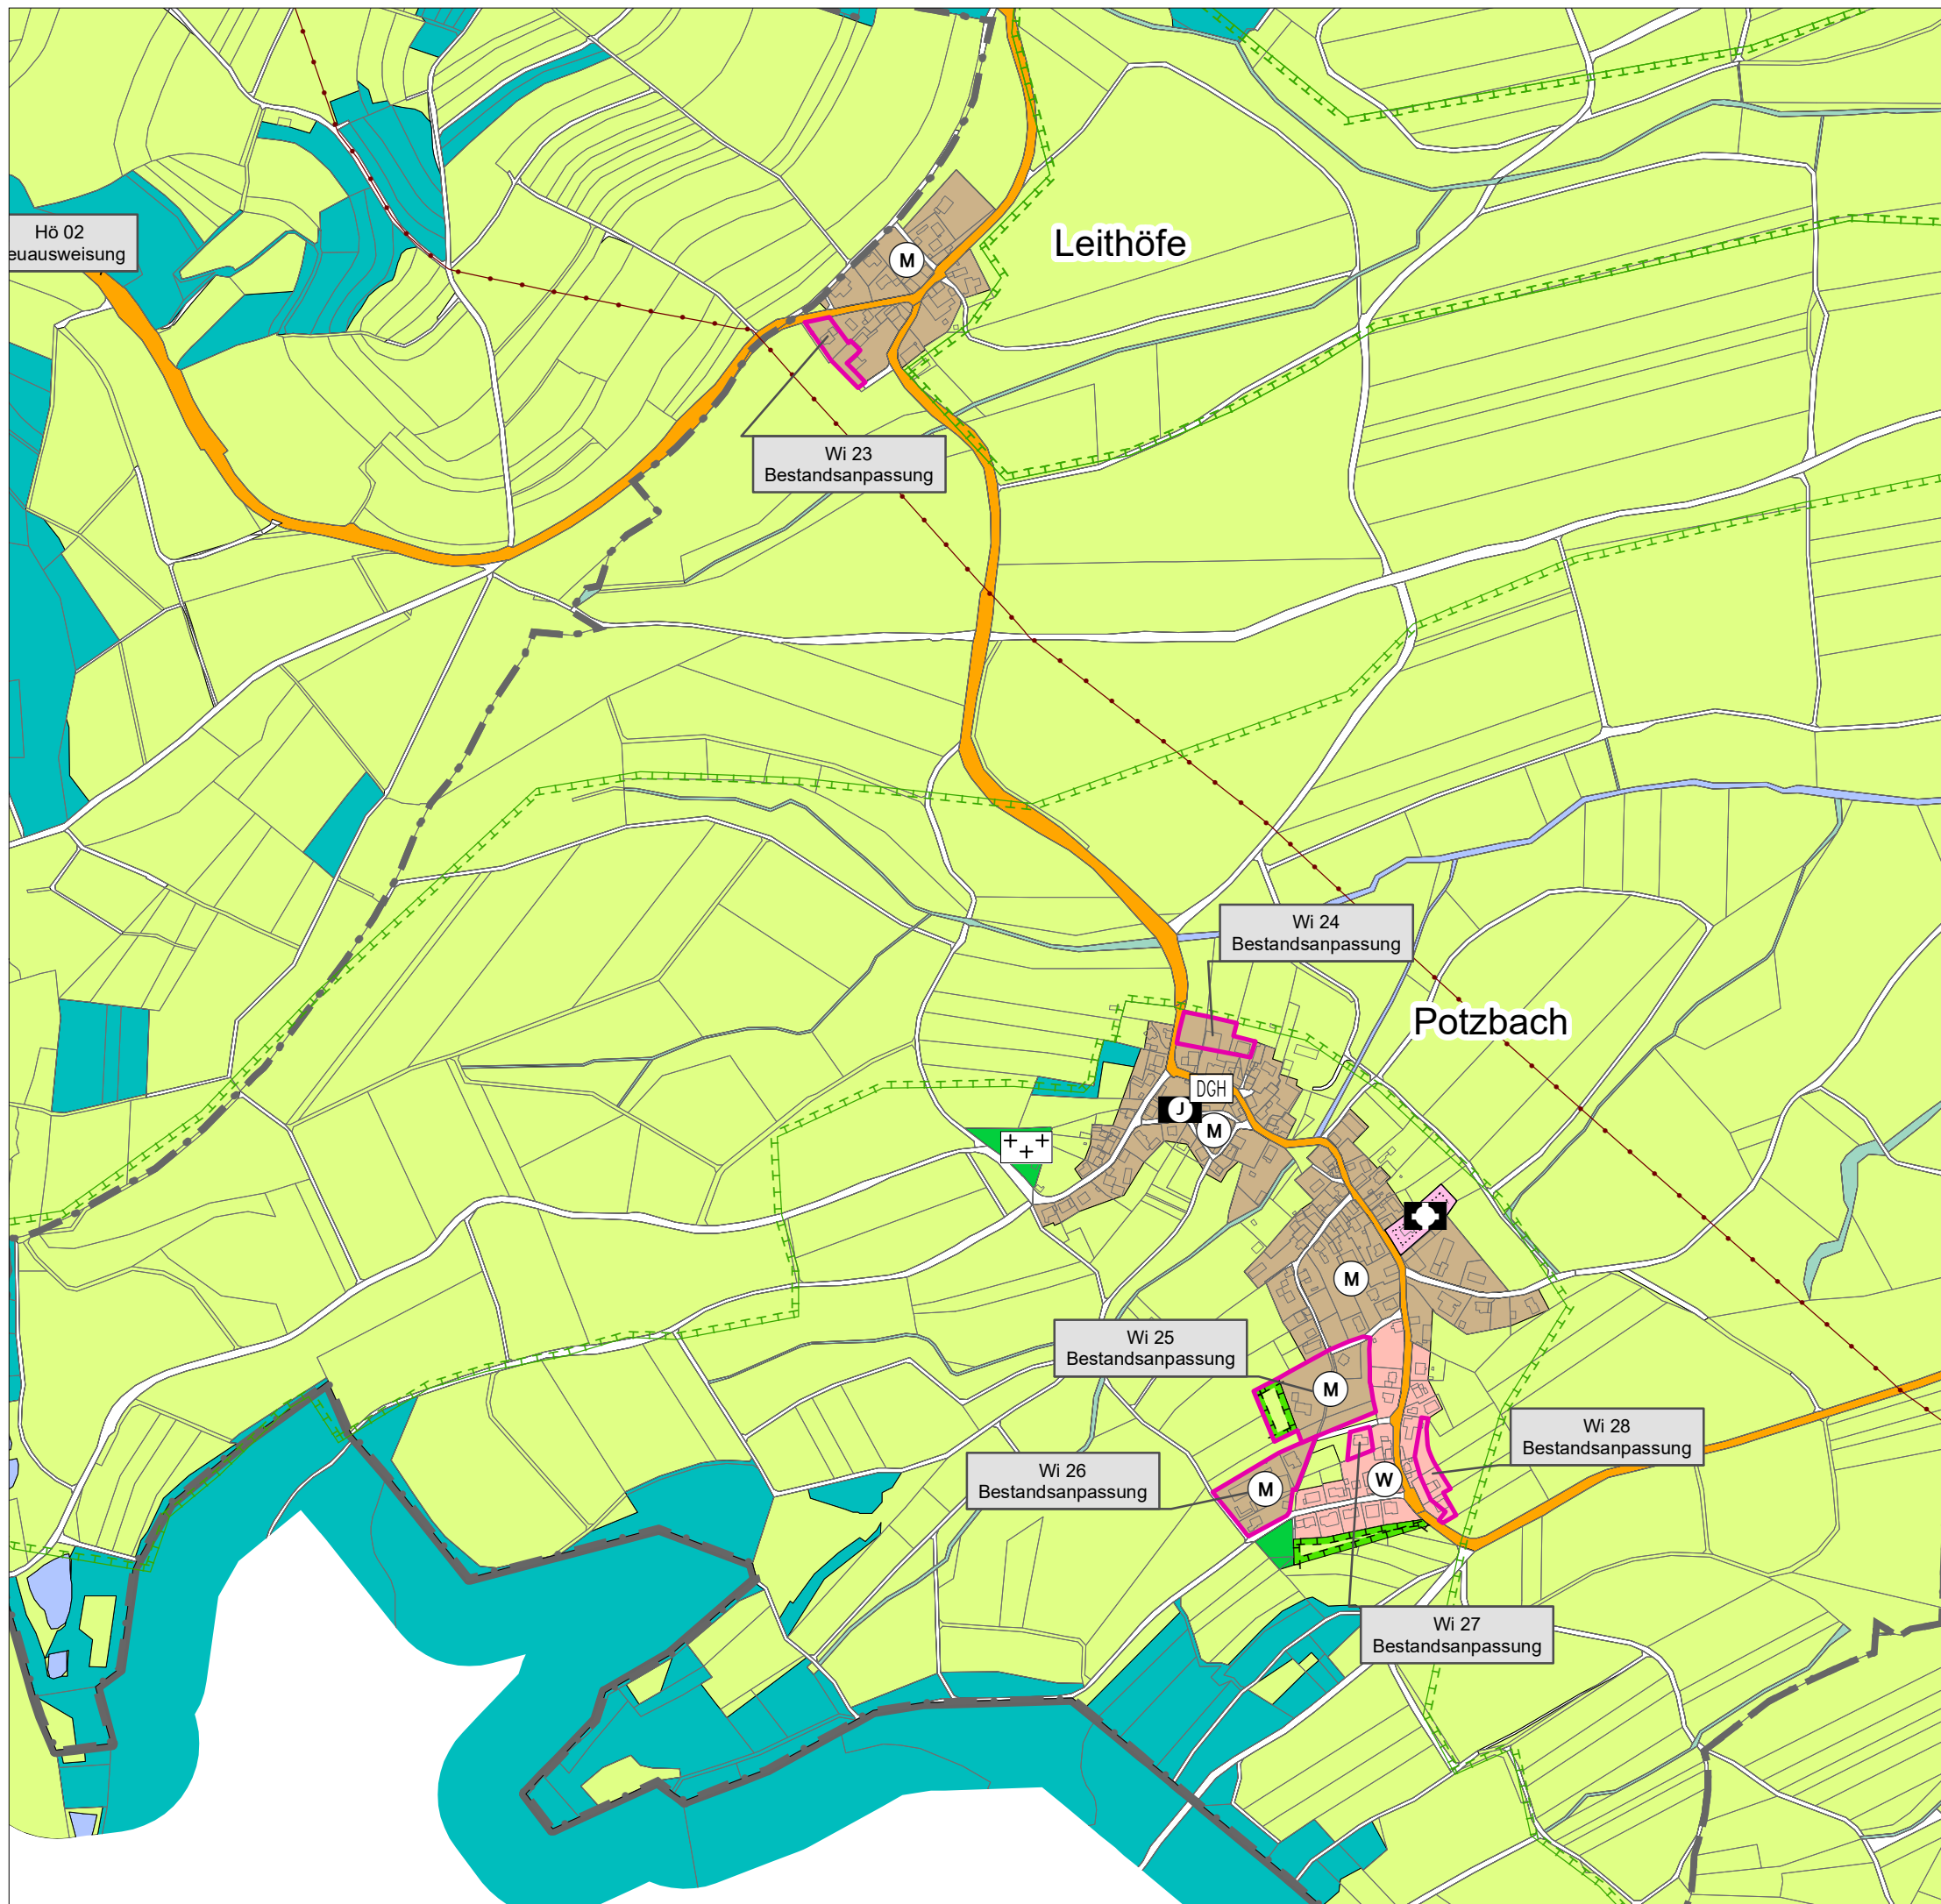 Leithöfe
Hö 02
euausweisung
M
Wi 23
Bestandsanpassung
Wi 24
Bestandsanpassung
Potzbach
DGH
J
M
M
Wi 25
Bestandsanpassung
M
Wi 28
Bestandsanpassung
Wi 26
Bestandsanpassung
M
W
Wi 27
Bestandsanpassung